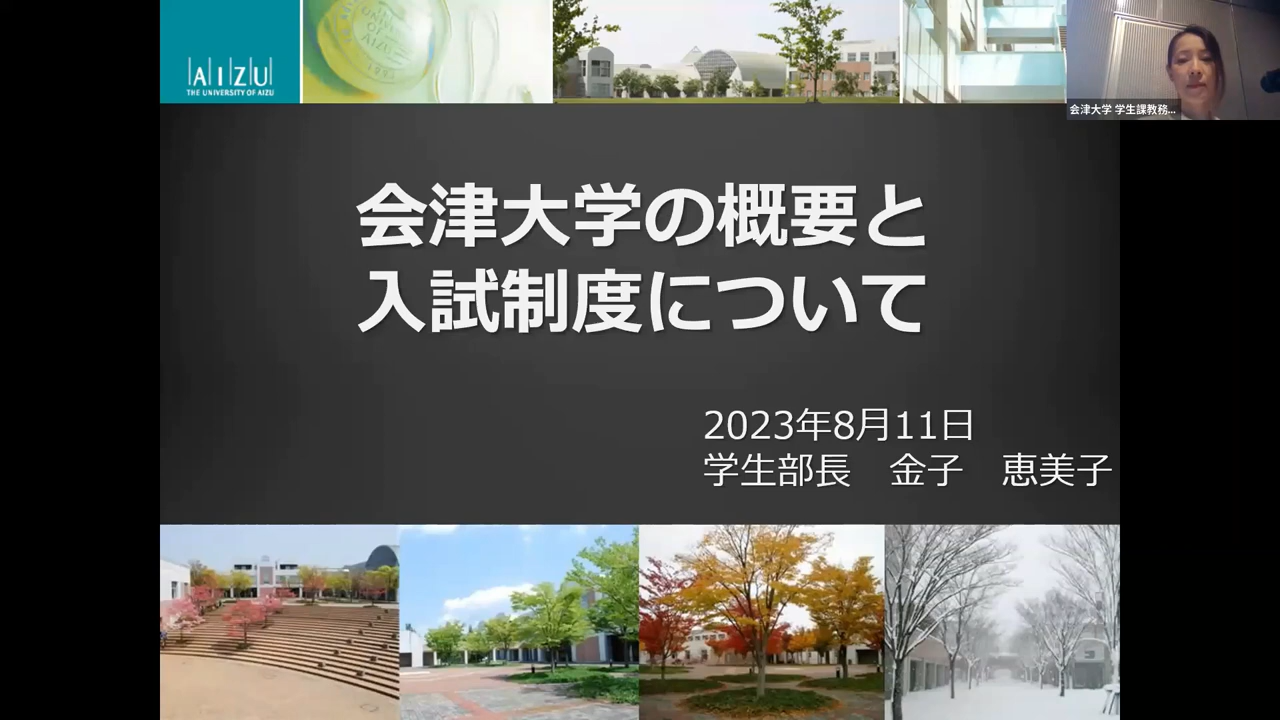 AIZU
THE UNIVERSITY OF AIZU
会津大学 学生課教務...
会津大学の概要と
入試制度について
2023年8月11日
学生部長 金子 恵美子